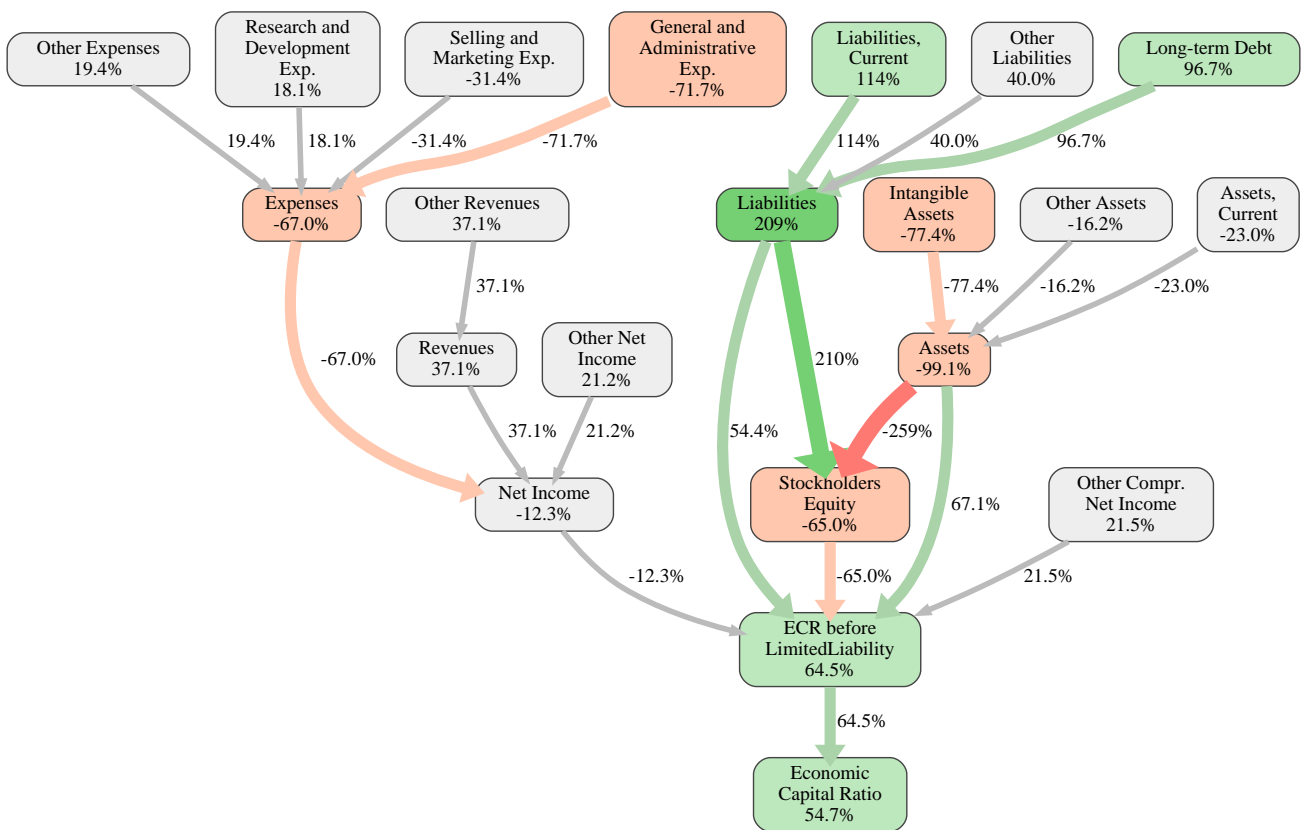 Other Expenses
19.4%
Research and
Development
Exp.
18.1%
Selling and
Marketing Exp.
-31.4%
General and
Administrative
Exp.
-71.7%
Liabilities,
Current
114%
Other
Liabilities
40.0%
Long-term Debt
96.7%
19.4%
18.1%
-31.4%
-71.7%
114%
40.0%
96.7%
Expenses
-67.0%
Other Revenues
37.1%
Liabilities
209%
Intangible
Assets
-77.4%
Other Assets
-16.2%
Assets,
Current
-23.0%
37.1%
-77.4%
-16.2%
-23.0%
-67.0%
Revenues
37.1%
Other Net
Income
21.2%
210%
Assets
-99.1%
37.1%
21.2%
54.4%
-259%
Net Income
-12.3%
Stockholders
Equity
-65.0%
67.1%
Other Compr.
Net Income
21.5%
-12.3%
-65.0%
21.5%
ECR before
LimitedLiability
64.5%
64.5%
Economic
Capital Ratio
54.7%